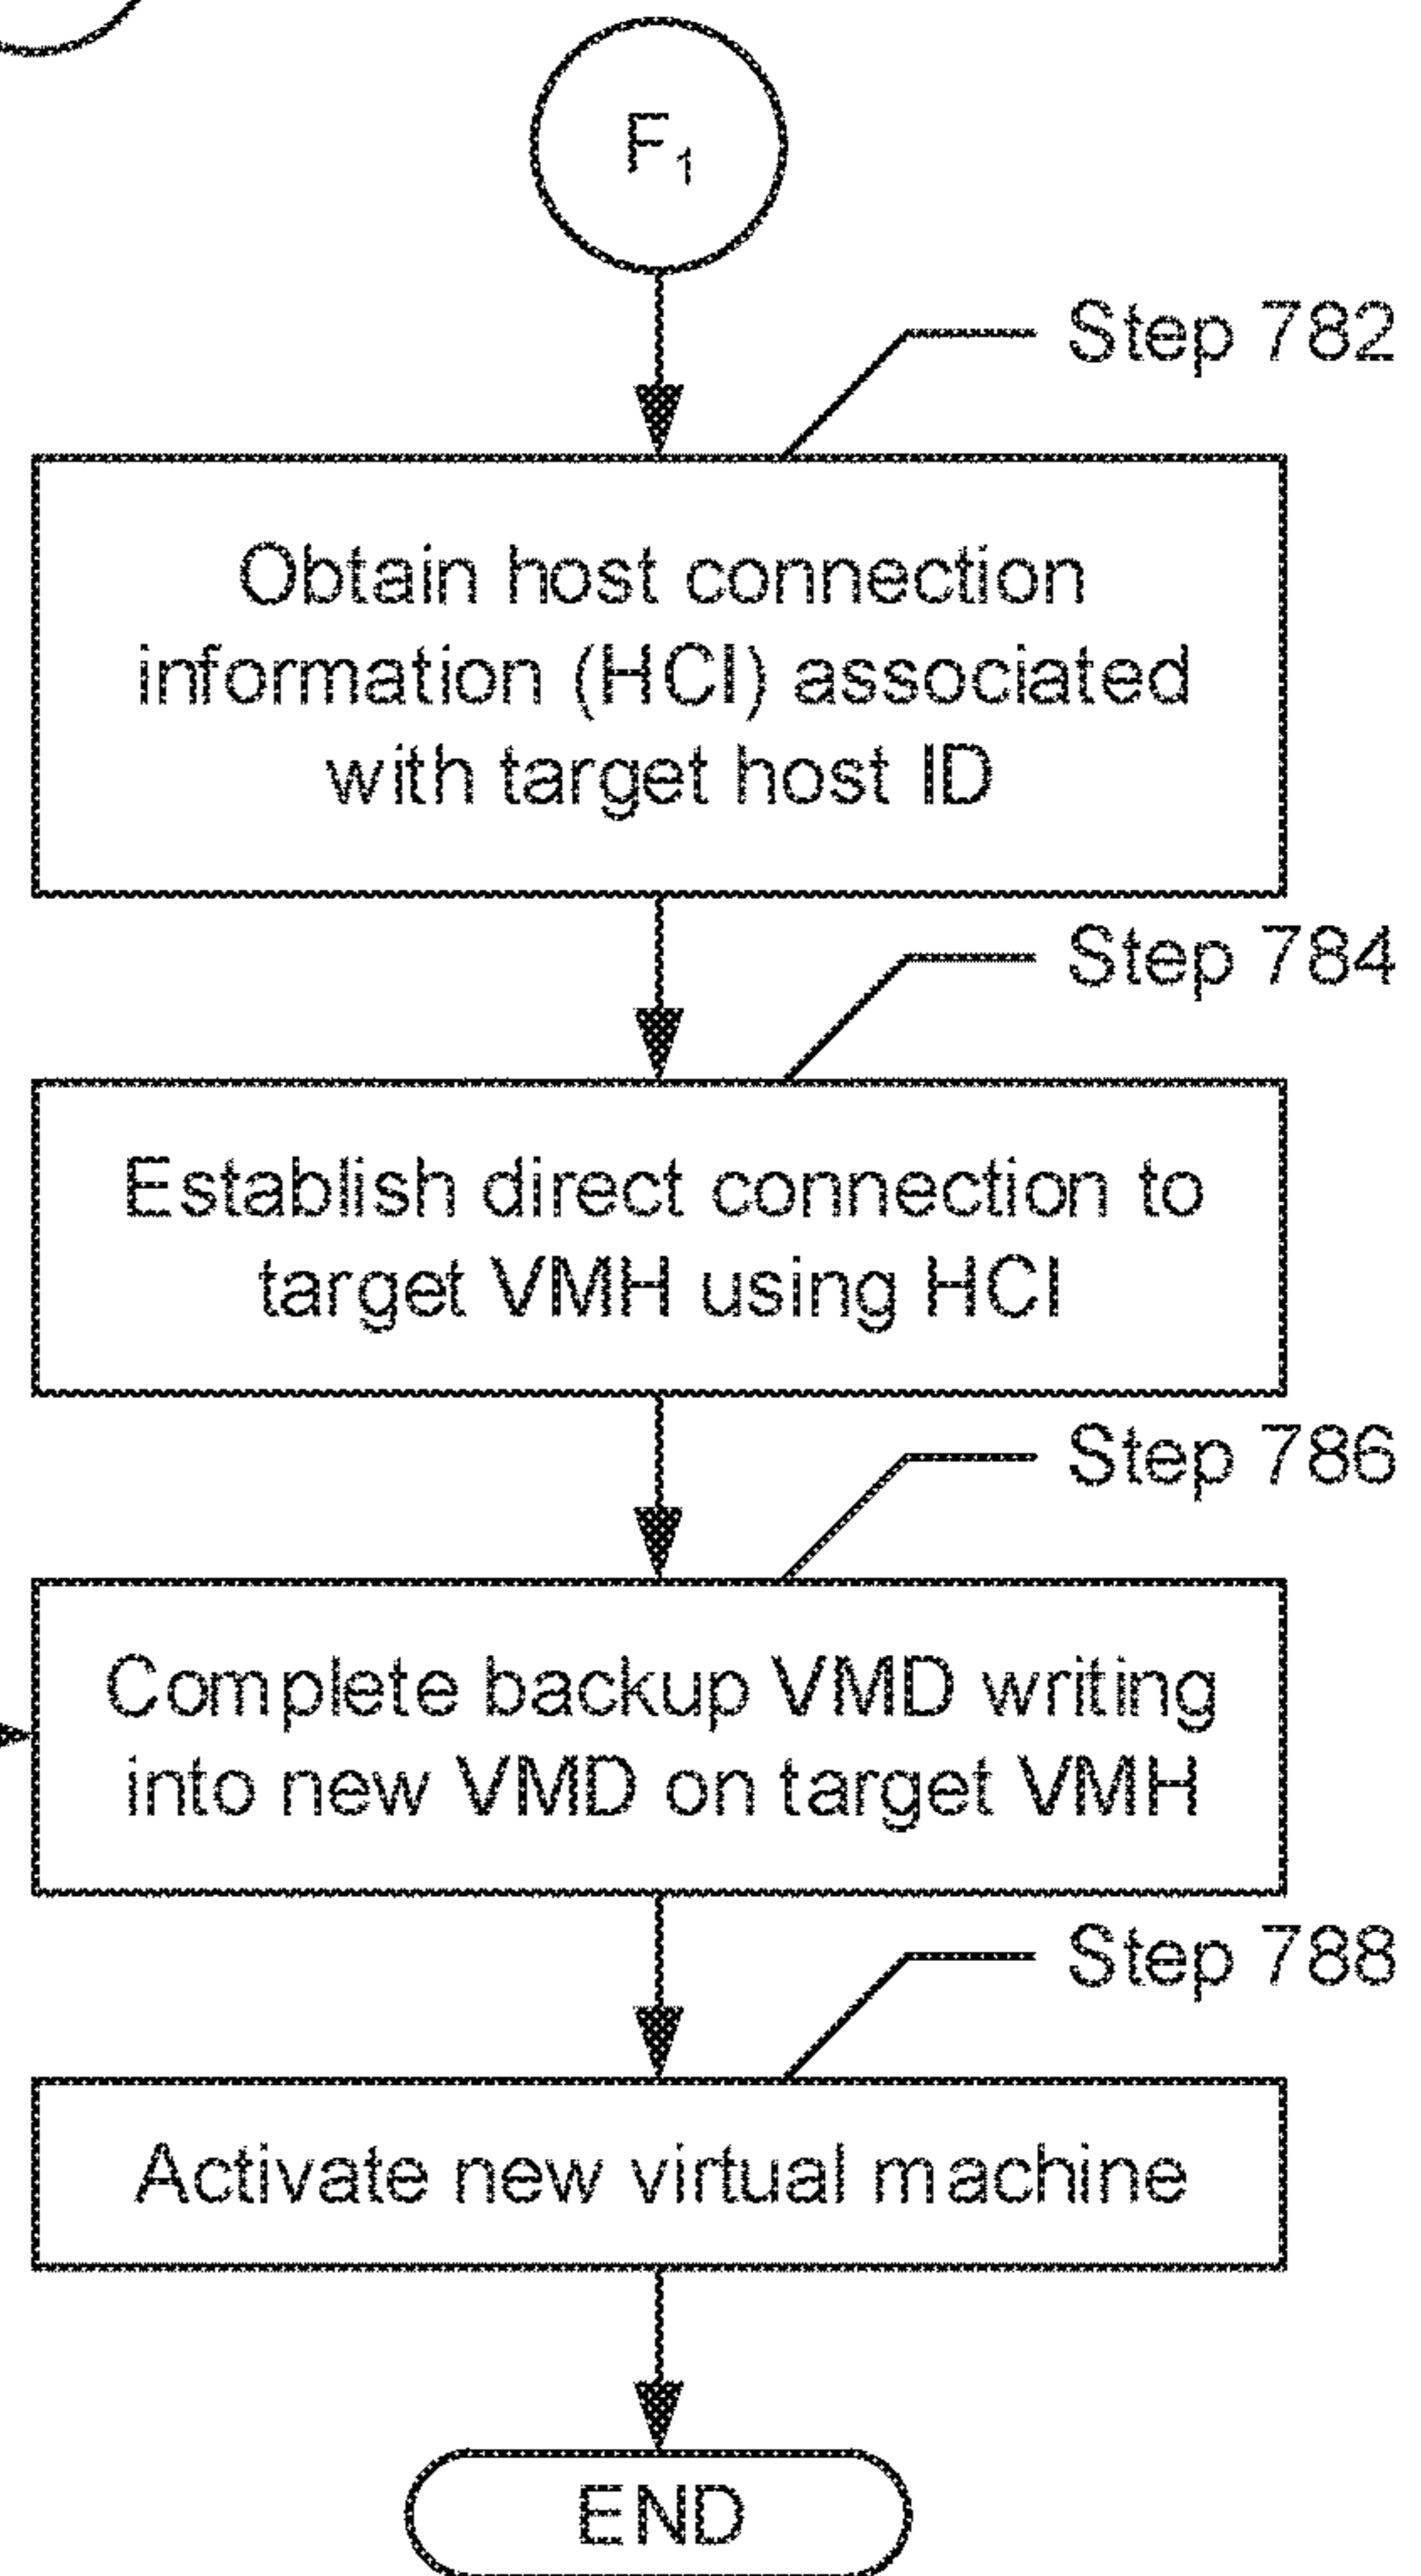 F₁
Step 782
Obtain host connection
information (HCI) associated
with target host ID
Step 784
Establish direct connection to
target VMH using HCI
Step 786
Complete backup VMD writing
into new VMD on target VMH
Step 788
Activate new virtual machine
END